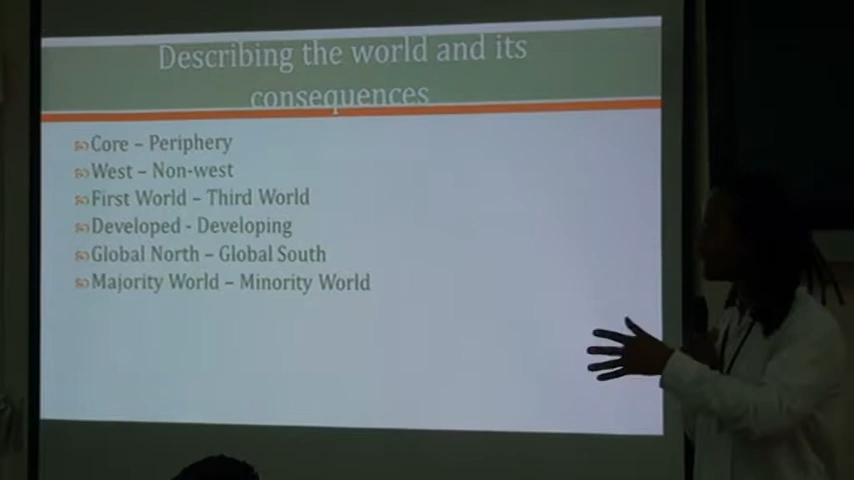 Describing the world and its
consequences
Core – Periphery
West – Non-west
First World – Third World
Developed - Developing
Global North – Global South
Majority World – Minority World